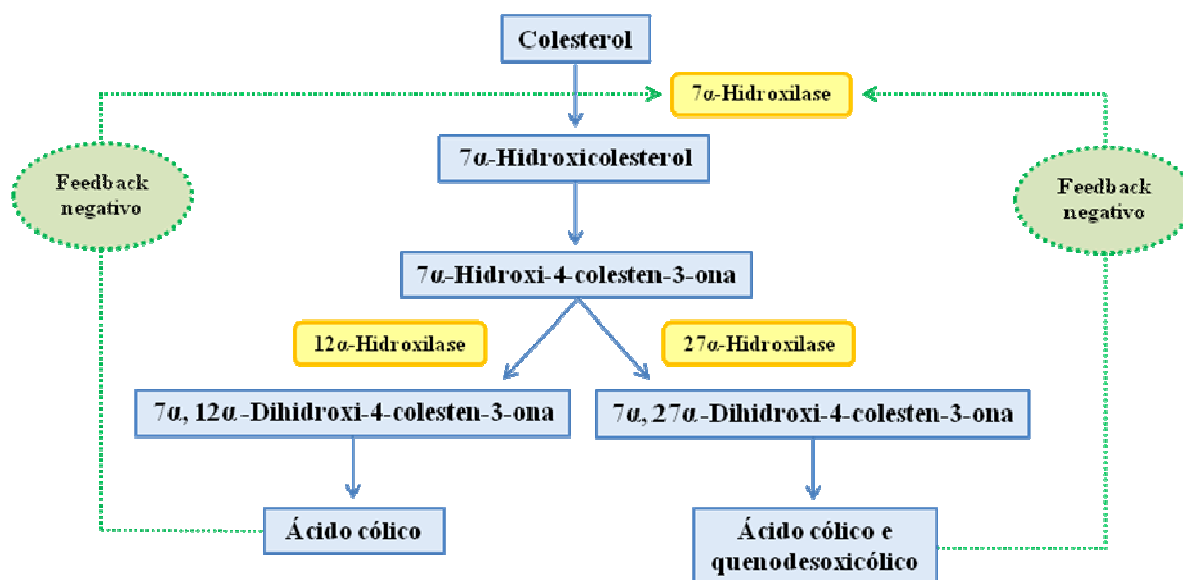 Colesterol
7α-Hidroxilase
7α-Hidroxicolesterol
Feedback
negativo
Feedback
negativo
7α-Hidroxi-4-colesten-3-ona
12α-Hidroxilase
27α-Hidroxilase
7α, 12α-Dihidroxi-4-colesten-3-ona
7α, 27α-Dihidroxi-4-colesten-3-ona
Ácido cólico
Ácido cólico e
quenodesoxicólico